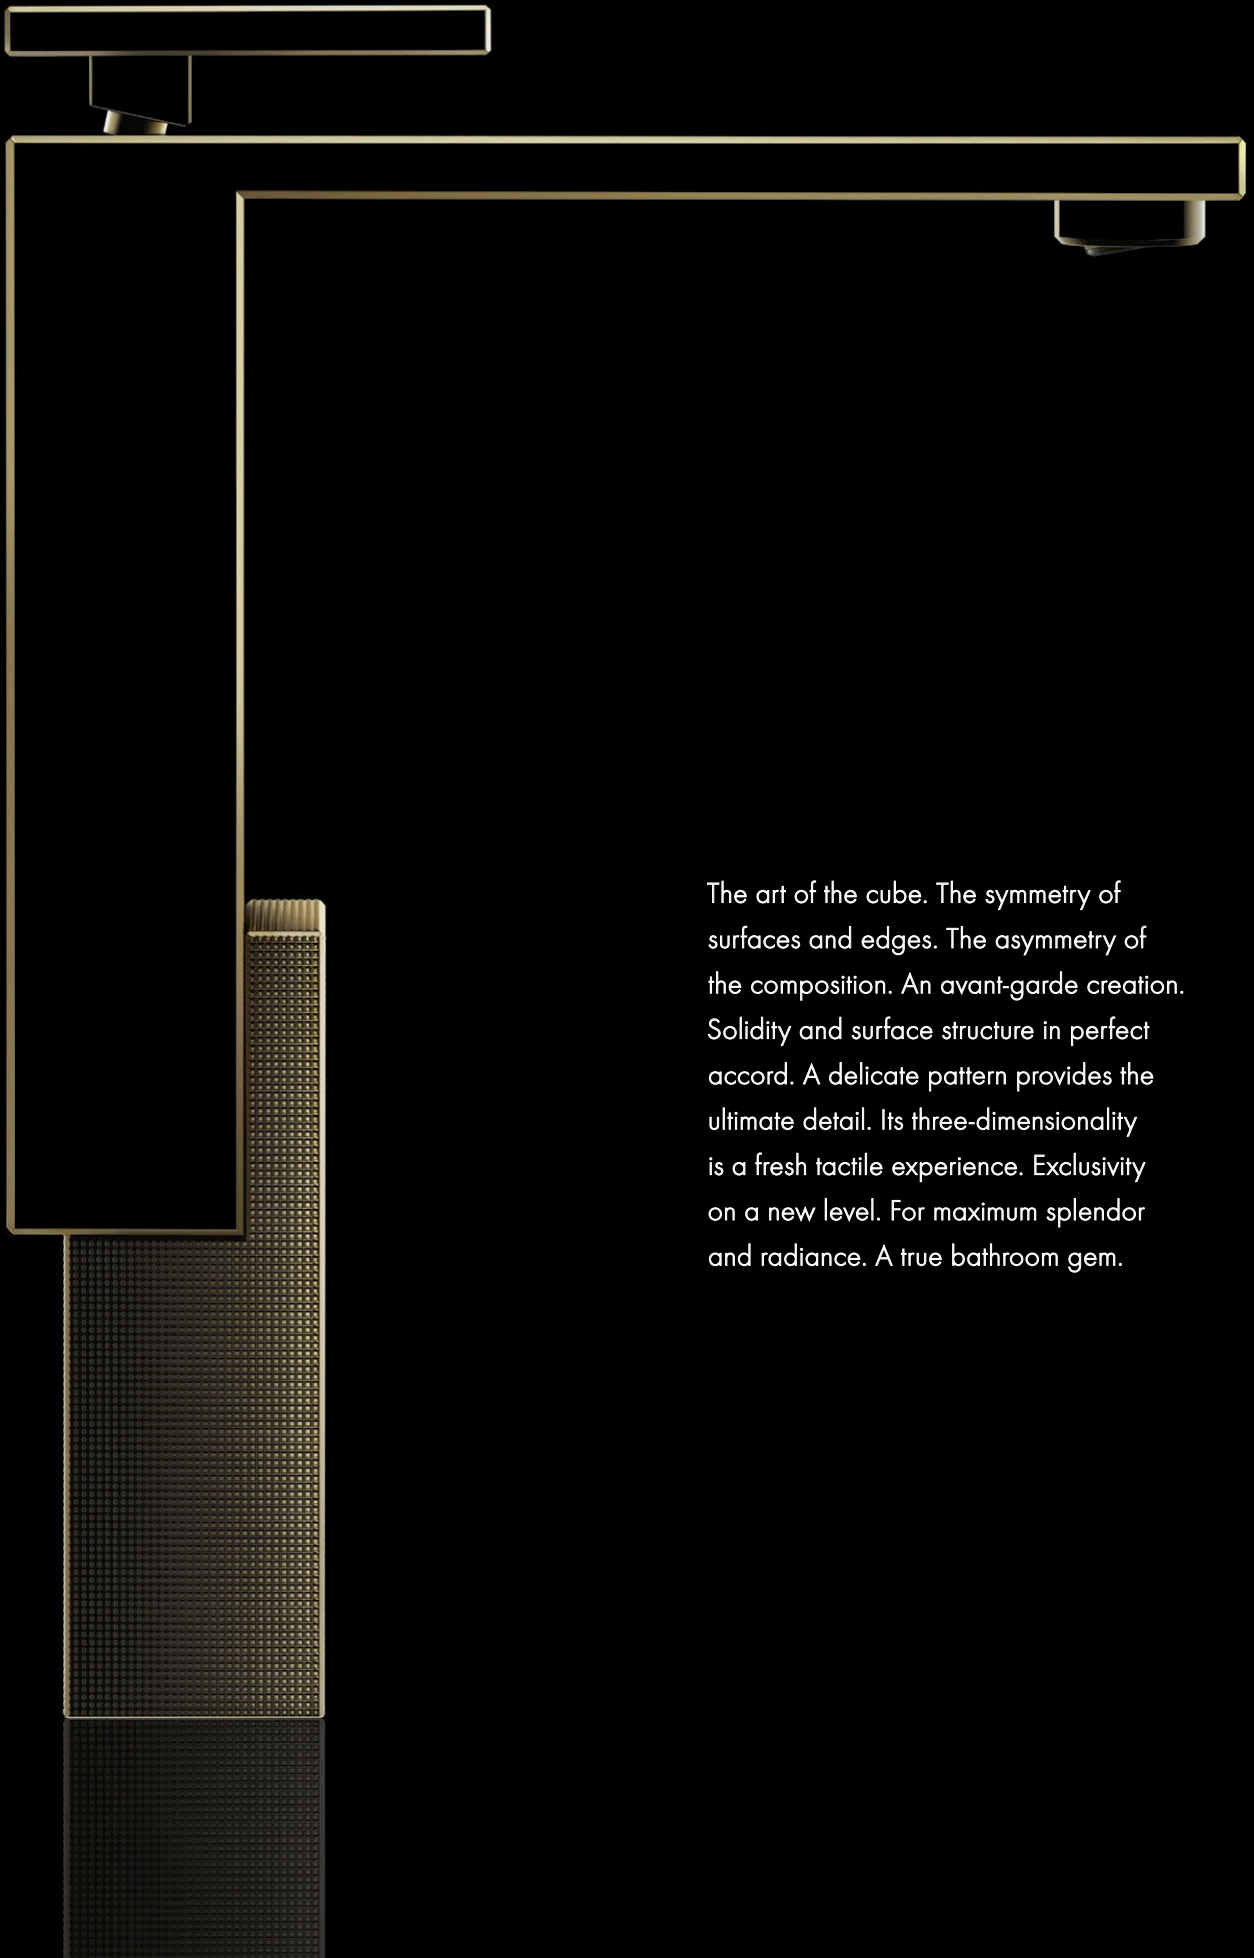 The art of the cube. The symmetry of
surfaces and edges. The asymmetry of
the composition. An avant-garde creation.
Solidity and surface structure in perfect
accord. A delicate pattern provides the
ultimate detail. Its three-dimensionality
is a fresh tactile experience. Exclusivity
on a new level. For maximum splendor
and radiance. A true bathroom gem.